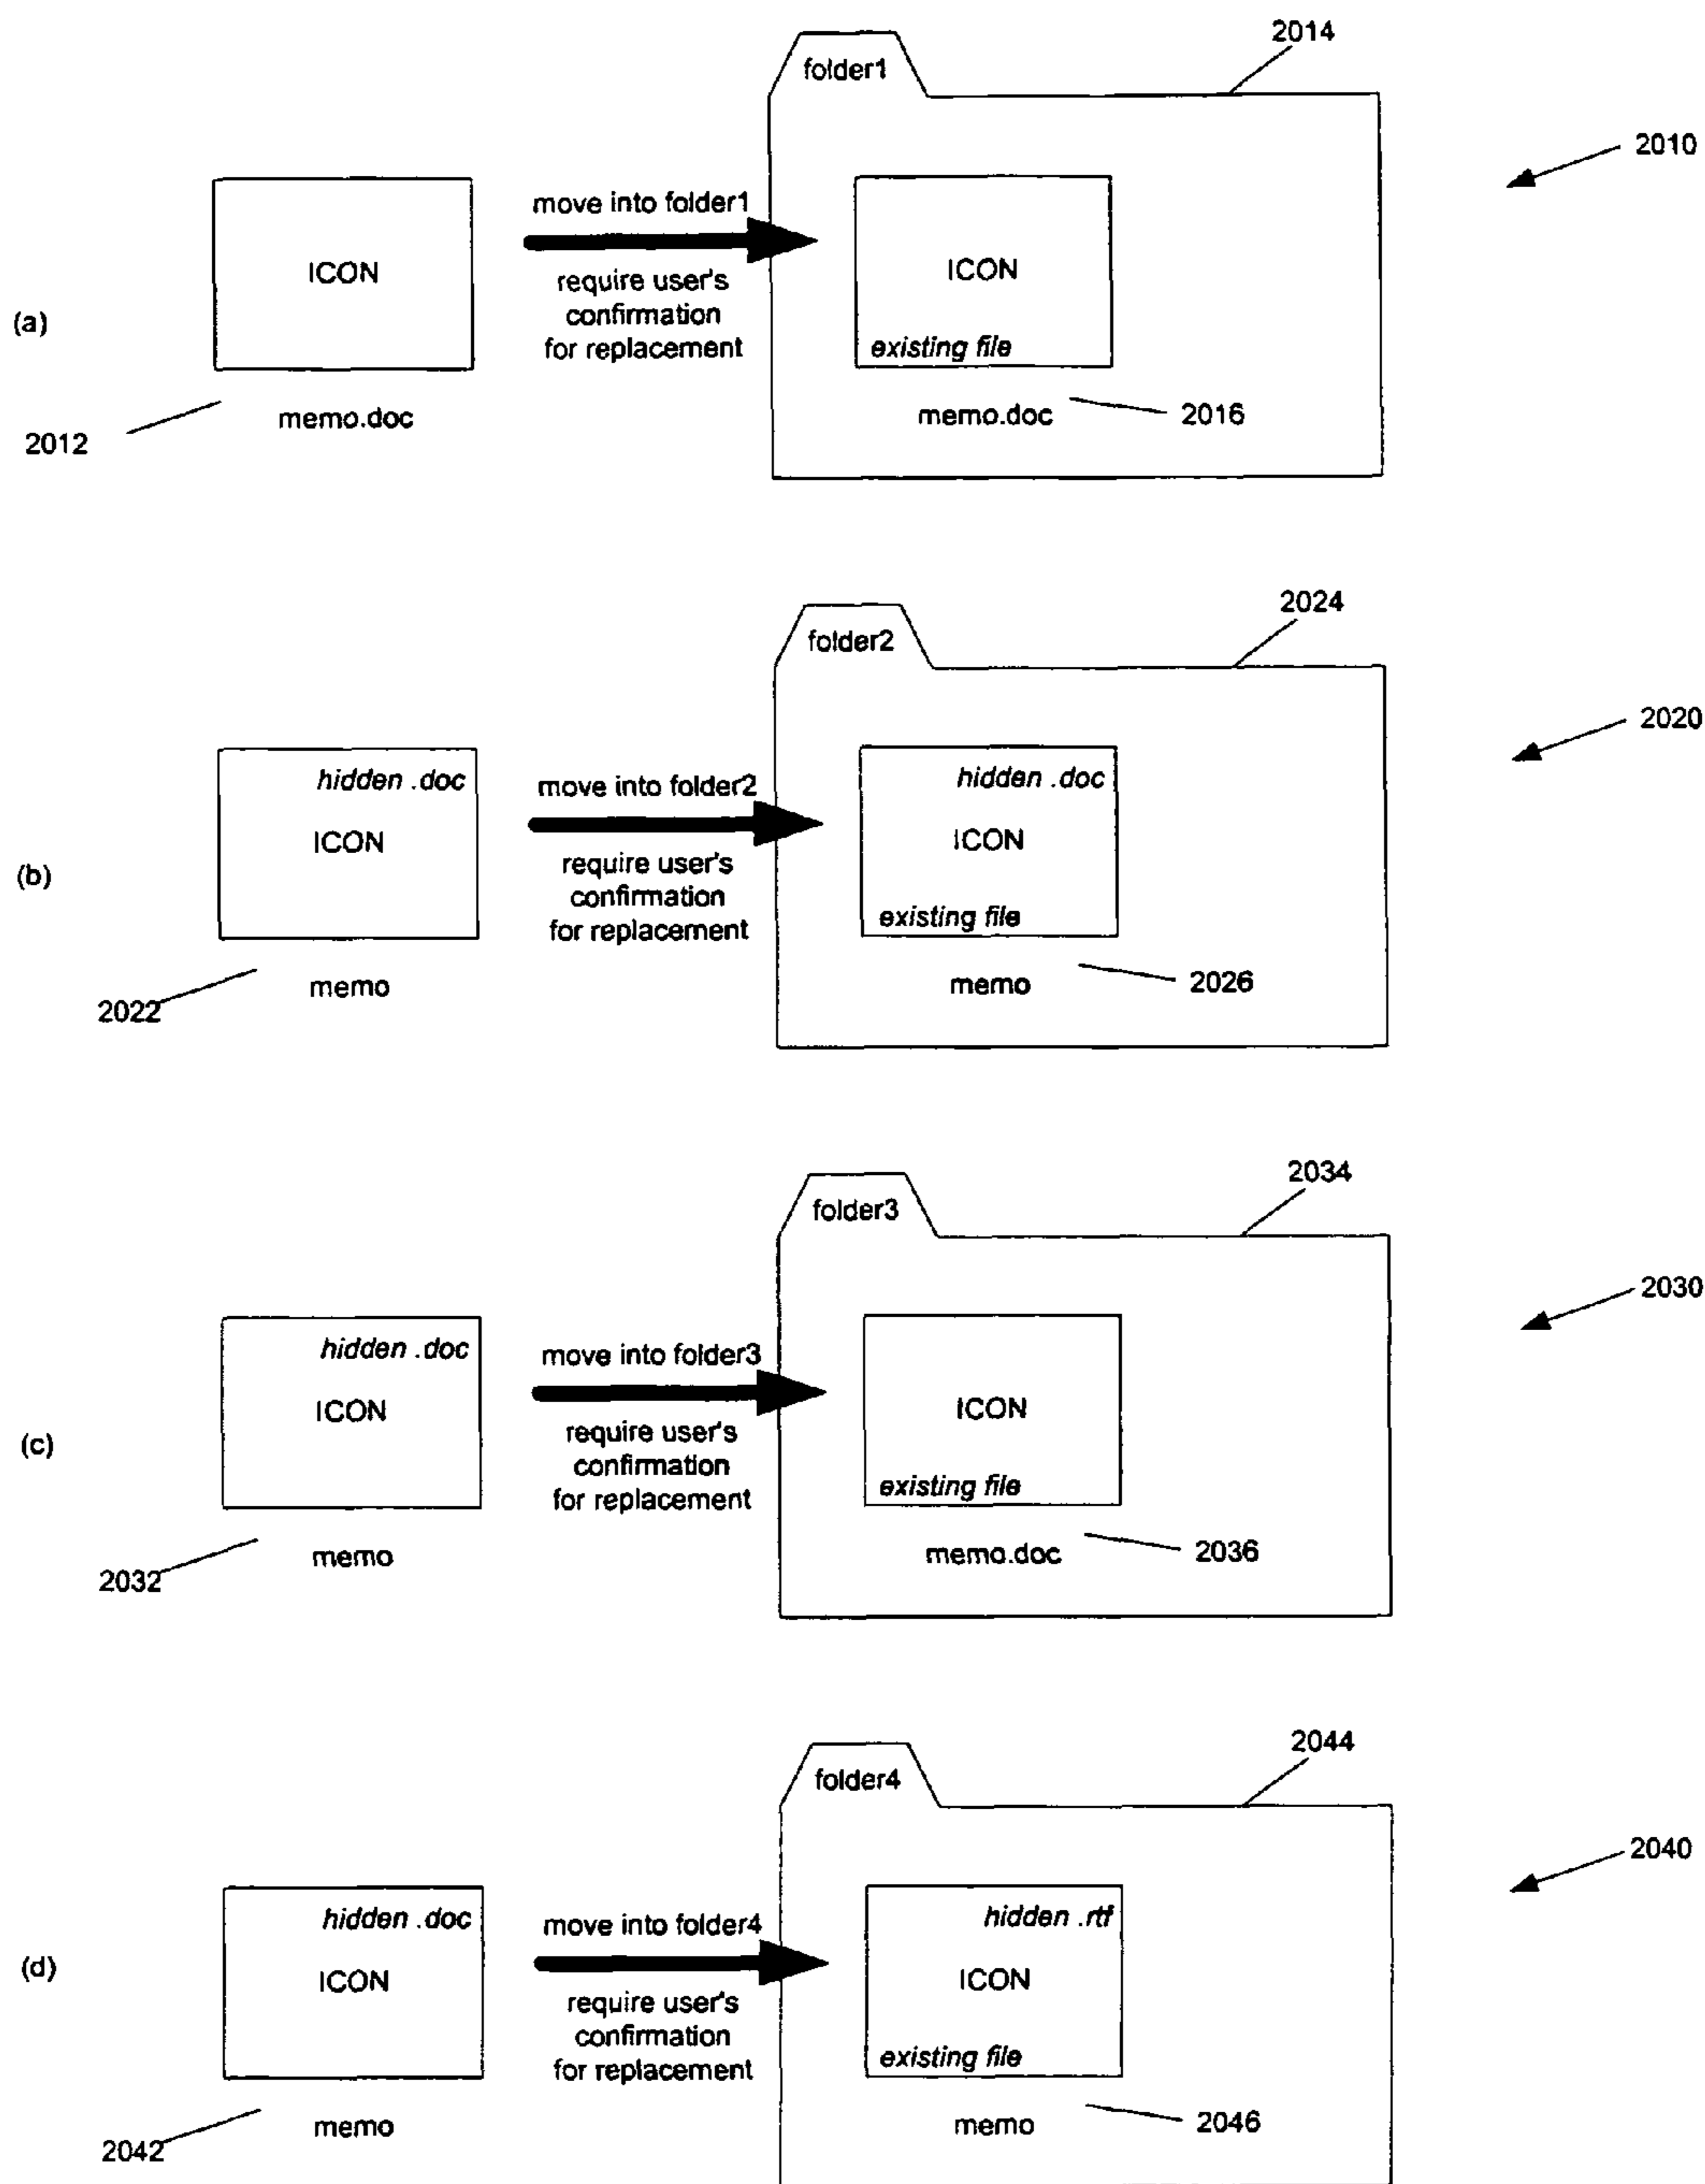 2014
folder1
2010
move into folder1
ICON
ICON
require user's
confirmation
for replacement
(a)
existing file
memo.doc
memo.doc
2016
2012
2024
folder2
2020
hidden .doc
move into folder2
hidden .doc
ICON
ICON
require user's
confirmation
for replacement
(b)
existing file
memo
memo
2026
2022
2034
folder3
2030
hidden .doc
move into folder3
ICON
ICON
require user's
confirmation
for replacement
(c)
existing file
memo
memo.doc
2036
2032
2044
folder4
2040
hidden .doc
move into folder4
hidden .rtf
ICON
ICON
require user's
confirmation
for replacement
(d)
existing file
memo
memo
2046
2042